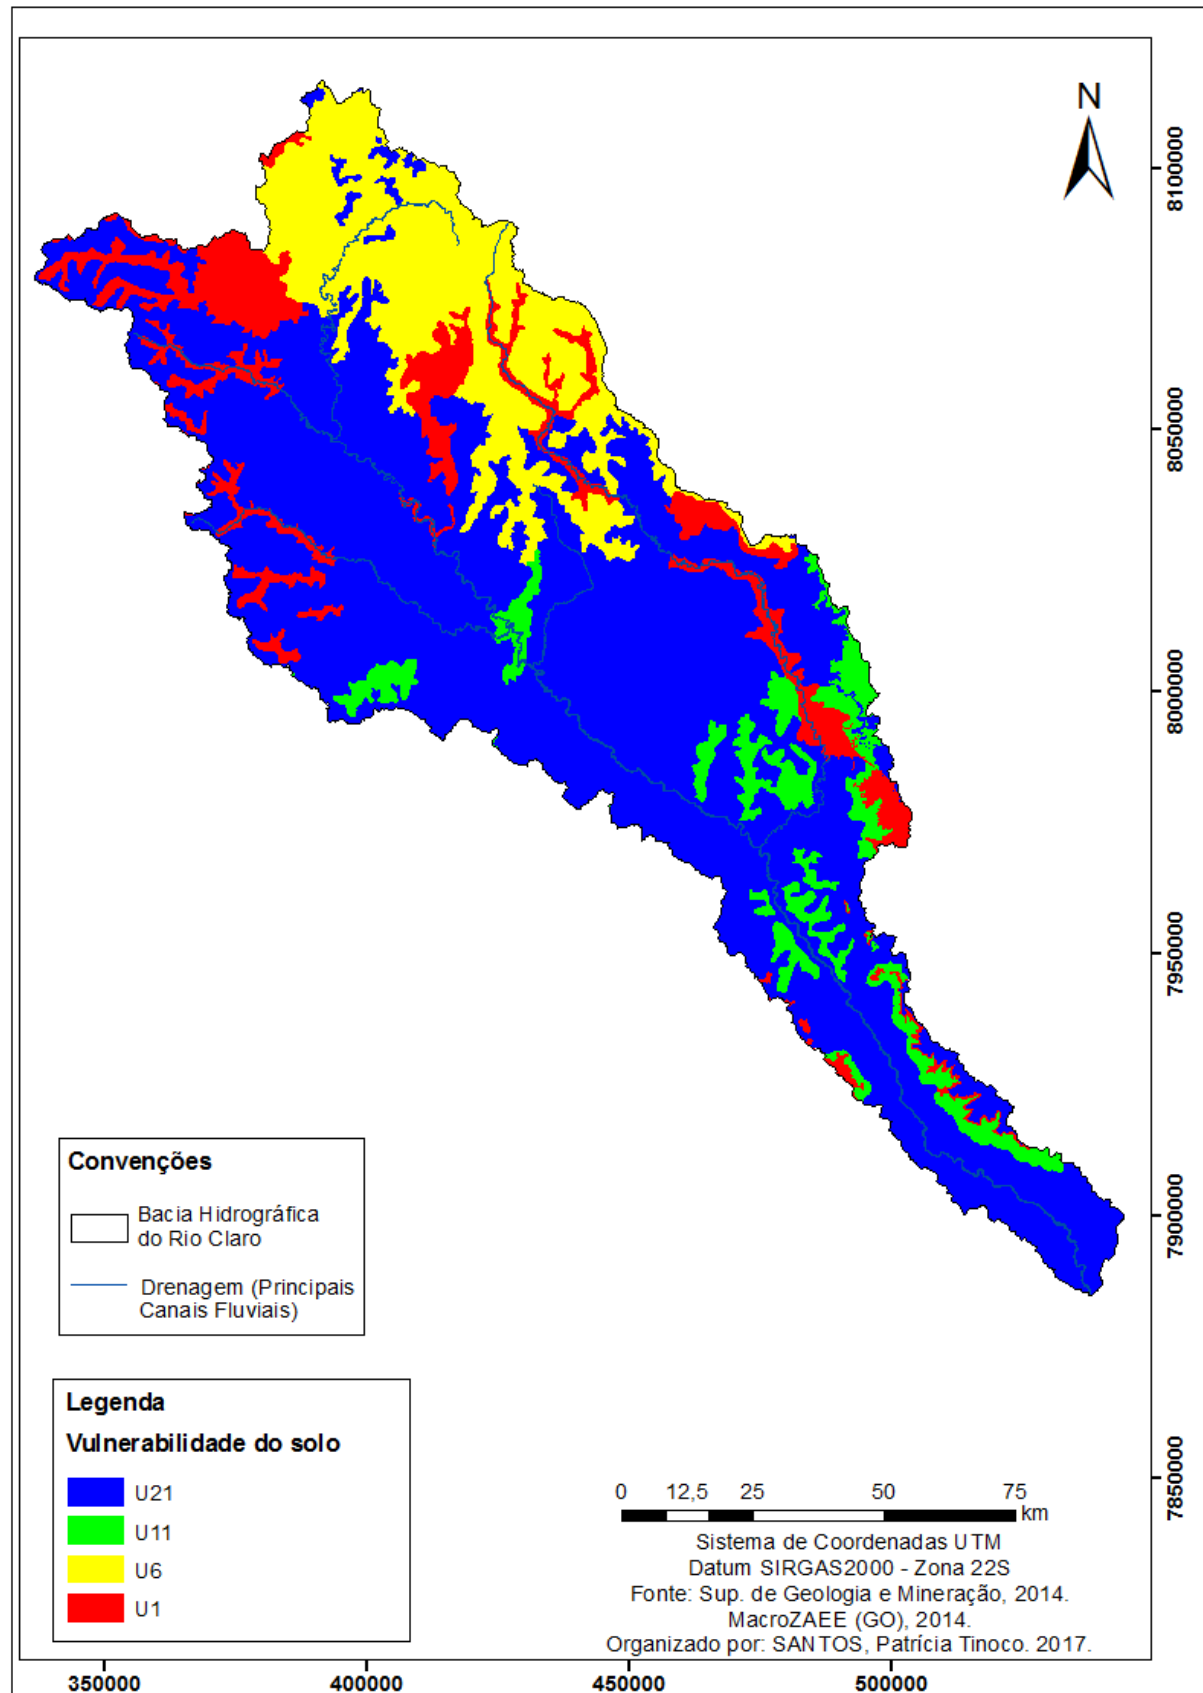 N
8100000
8050000
8000000
7950000
7900000
7850000
Convenções
Bacia Hidrográfica
do Rio Claro
Drenagem (Principais
Canais Fluviais)
Legenda
Vulnerabilidade do solo
U21
U11
U6
U1
0 12,5 25 50 75
km
Sistema de Coordenadas UTM
Datum SIRGAS2000 - Zona 22S
Fonte: Sup. de Geologia e Mineração, 2014.
MacroZAEE (GO), 2014.
Organizado por: SANTOS, Patrícia Tinoco. 2017.
350000 400000 450000 500000